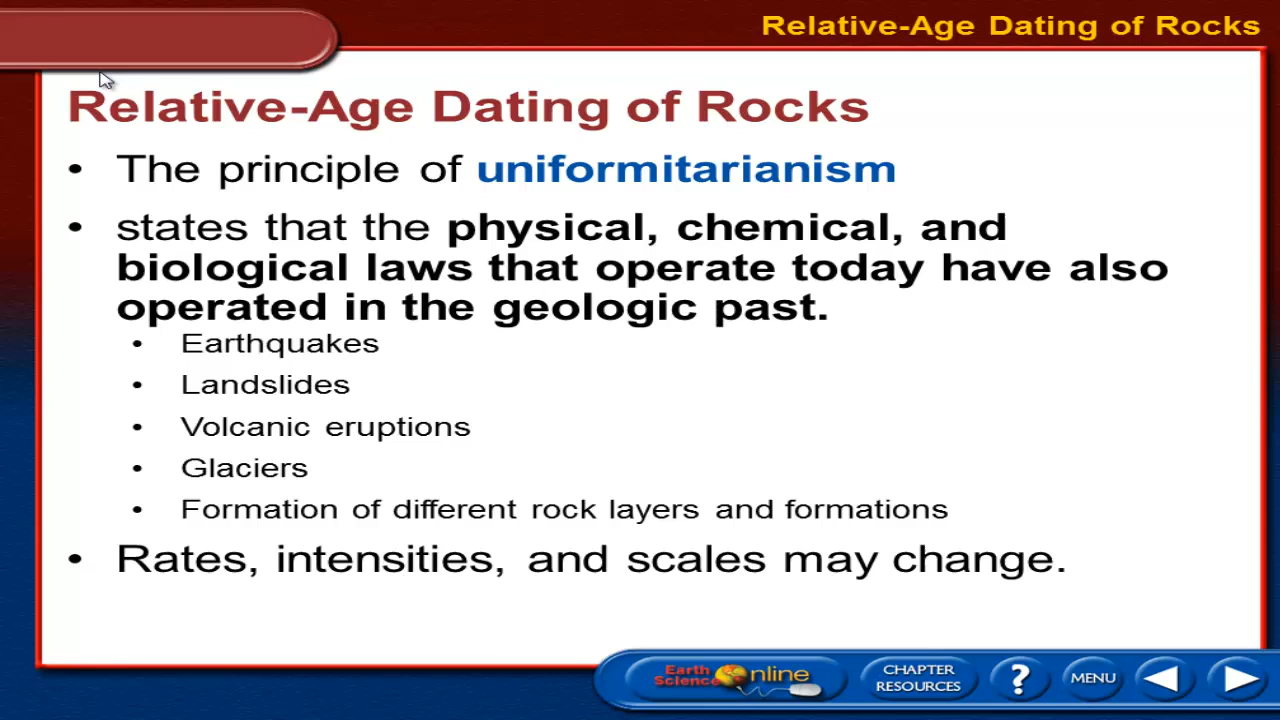 Relative-Age Dating of Rocks
Relative-Age Dating of Rocks
• The principle of uniformitarianism
• states that the physical, chemical, and
biological laws that operate today have also
operated in the geologic past.
• Earthquakes
• Landslides
• Volcanic eruptions
• Glaciers
• Formation of different rock layers and formations
• Rates, intensities, and scales may change.
Earth
Science nline
CHAPTER
RESOURCES
?
MENU